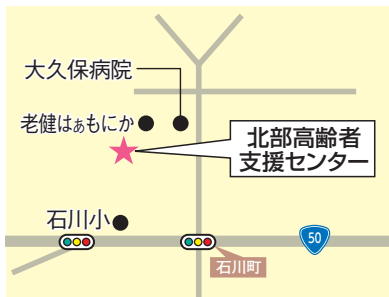 大久保病院
老健はぁもにか
北部高齢者
支援センター
石川小
50
石川町